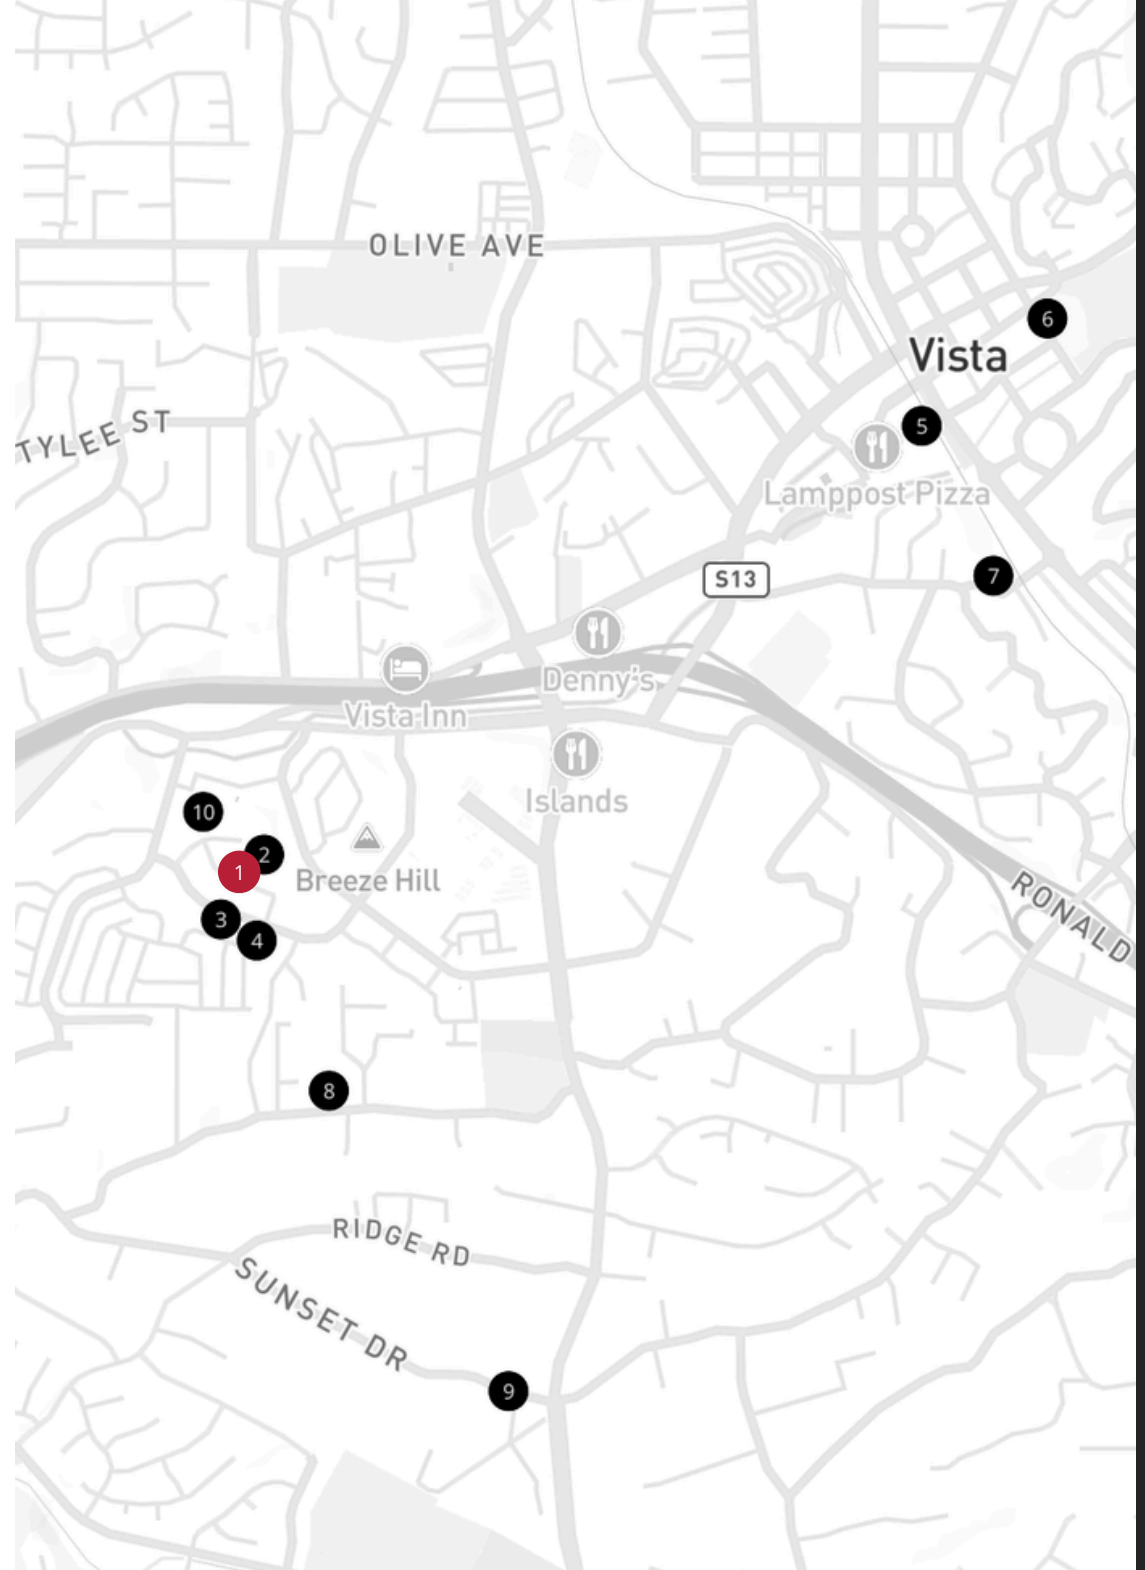 OLIVE AVE
6
Vista
TYLEE ST
5
Lamppost Pizza
S13
7
Denny's
Vista Inn
Islands
10
2
1
Breeze Hill
RONALD
3
4
8
RIDGE RD
SUNSET DR
9